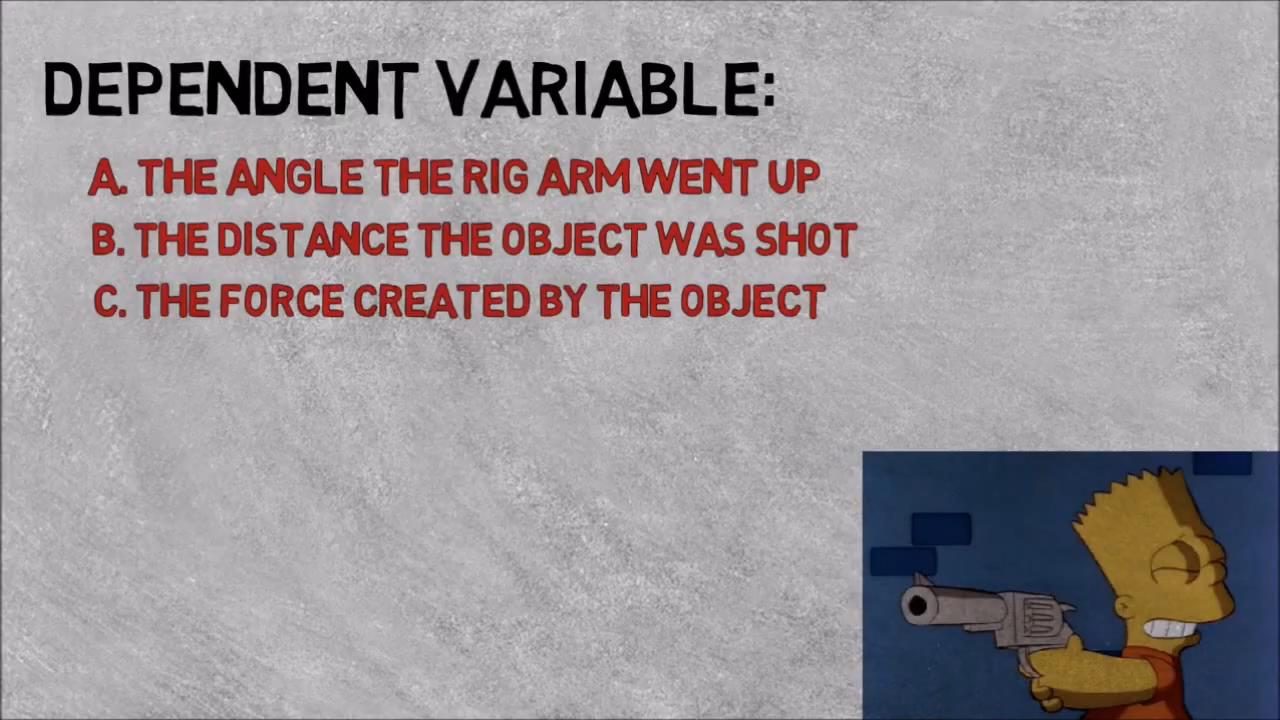 DEPENDENT VARIABLE:
A. THE ANGLE THE RIG ARM WENT UP
B. THE DISTANCE THE OBJECT WAS SHOT
C. THE FORCE CREATED BY THE OBJECT